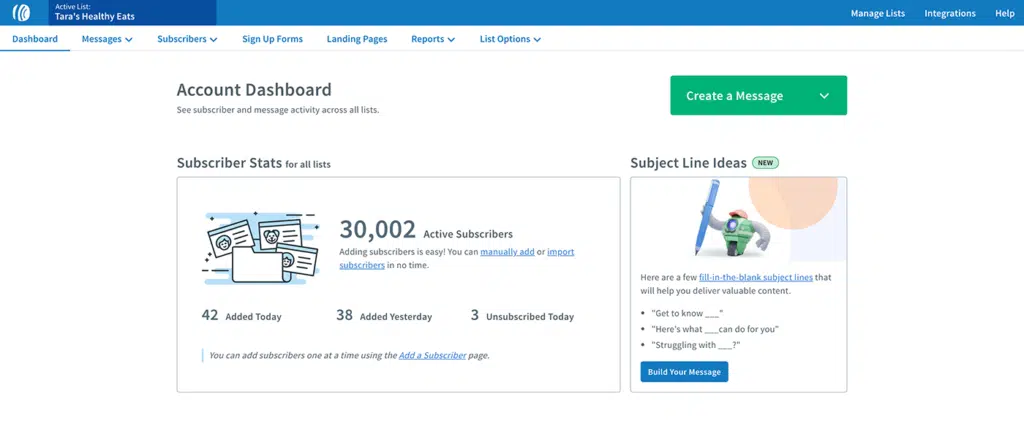 Active List:
Tara's Healthy Eats
Manage Lists Integrations Help
Dashboard Messages Subscribers Sign Up Forms Landing Pages Reports List Options
Account Dashboard
See subscriber and message activity across all lists.
Create a Message
Subscriber Stats for all lists
30,002 Active Subscribers
Adding subscribers is easy! You can manually add or import
subscribers in no time.
42 Added Today 38 Added Yesterday 3 Unsubscribed Today
You can add subscribers one at a time using the Add a Subscriber page.
Subject Line Ideas NEW
Here are a few fill-in-the-blank subject lines that
will help you deliver valuable content.
• "Get to know ___"
• "Here's what ___can do for you"
• "Struggling with ___?"
Build Your Message